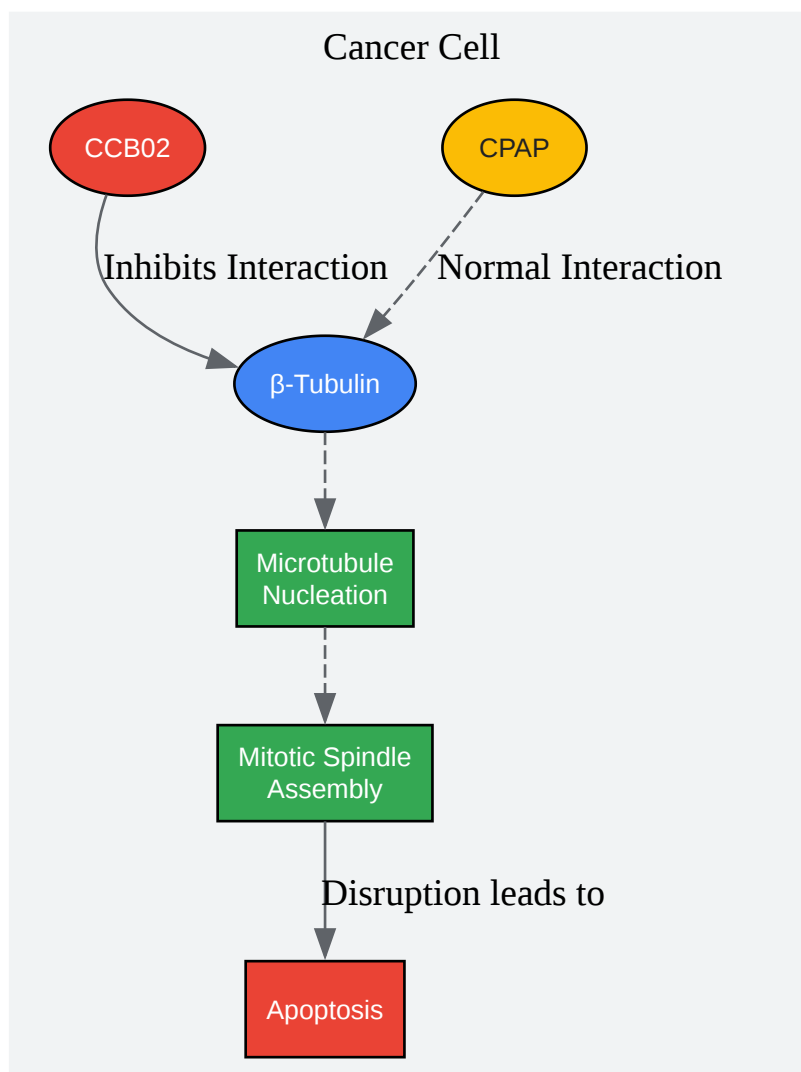 Cancer Cell
CCB02
CPAP
Inhibits Interaction
Normal Interaction
β-Tubulin
Microtubule
Nucleation
Mitotic Spindle
Assembly
Disruption leads to
Apoptosis